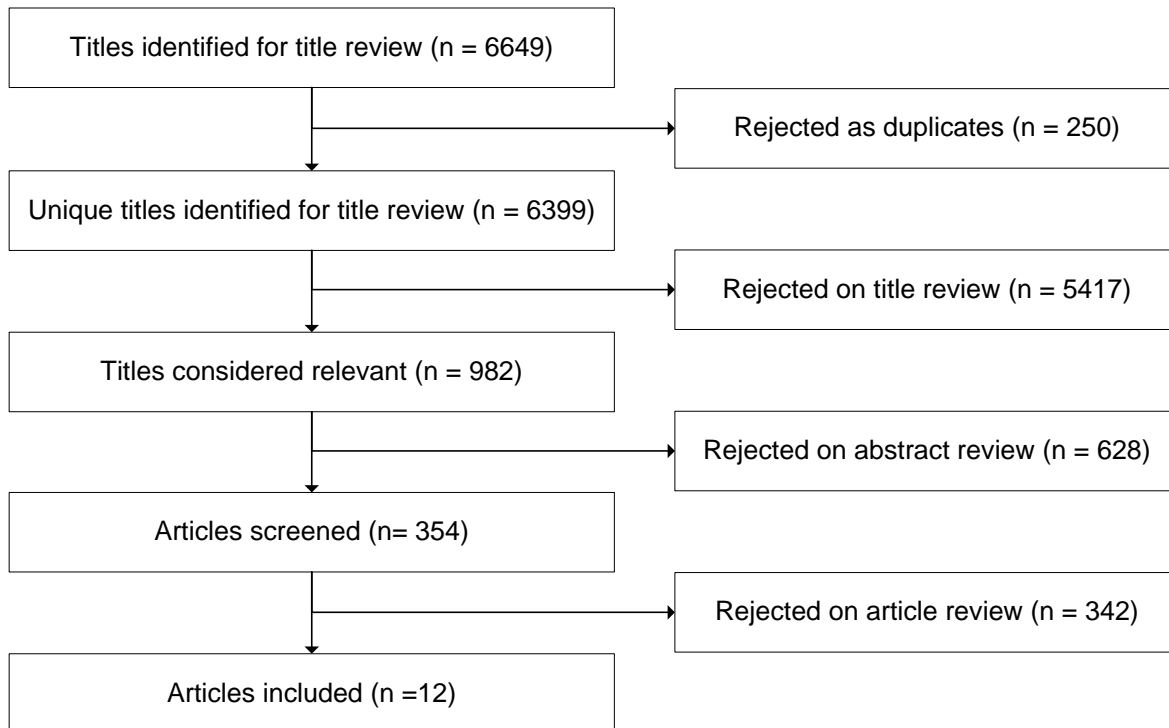 Titles identified for title review (n = 6649)
Rejected as duplicates (n = 250)
Unique titles identified for title review (n = 6399)
Rejected on title review (n = 5417)
Titles considered relevant (n = 982)
Rejected on abstract review (n = 628)
Articles screened (n= 354)
Rejected on article review (n = 342)
Articles included (n =12)